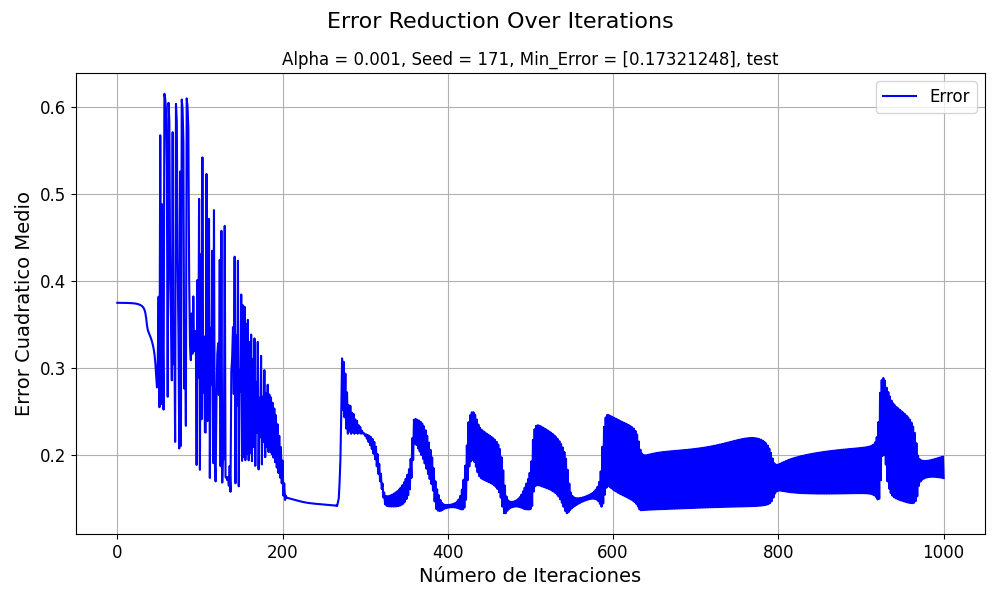 Error Reduction Over Iterations
Alpha = 0.001, Seed = 171, Min_Error = [0.17321248], test
Error
Error Cuadratico Medio
0.6
0.5
0.4
0.3
0.2
0
200
400
600
800
1000
Número de Iteraciones